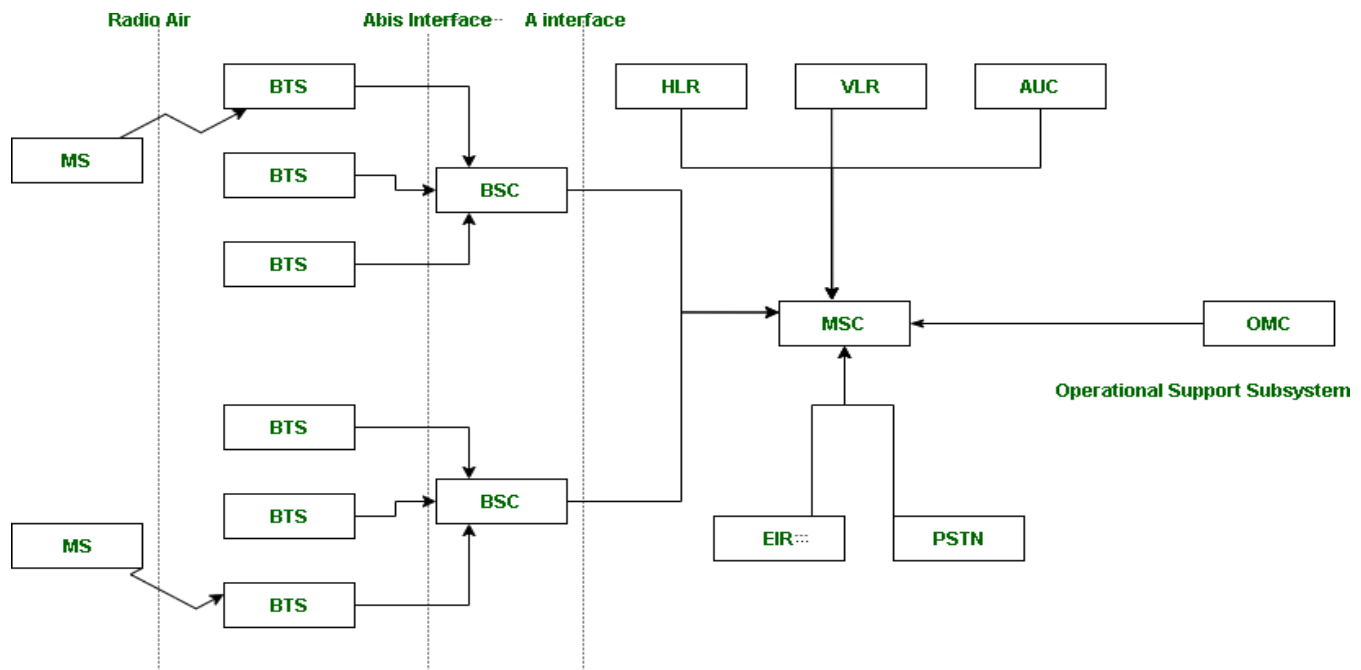 Radio Air
Abis Interface
A interface
BTS
HLR
VLR
AUC
MS
BTS
BSC
BTS
MSC
OMC
Operational Support Subsystem
BTS
BSC
BTS
MS
EIR
PSTN
BTS